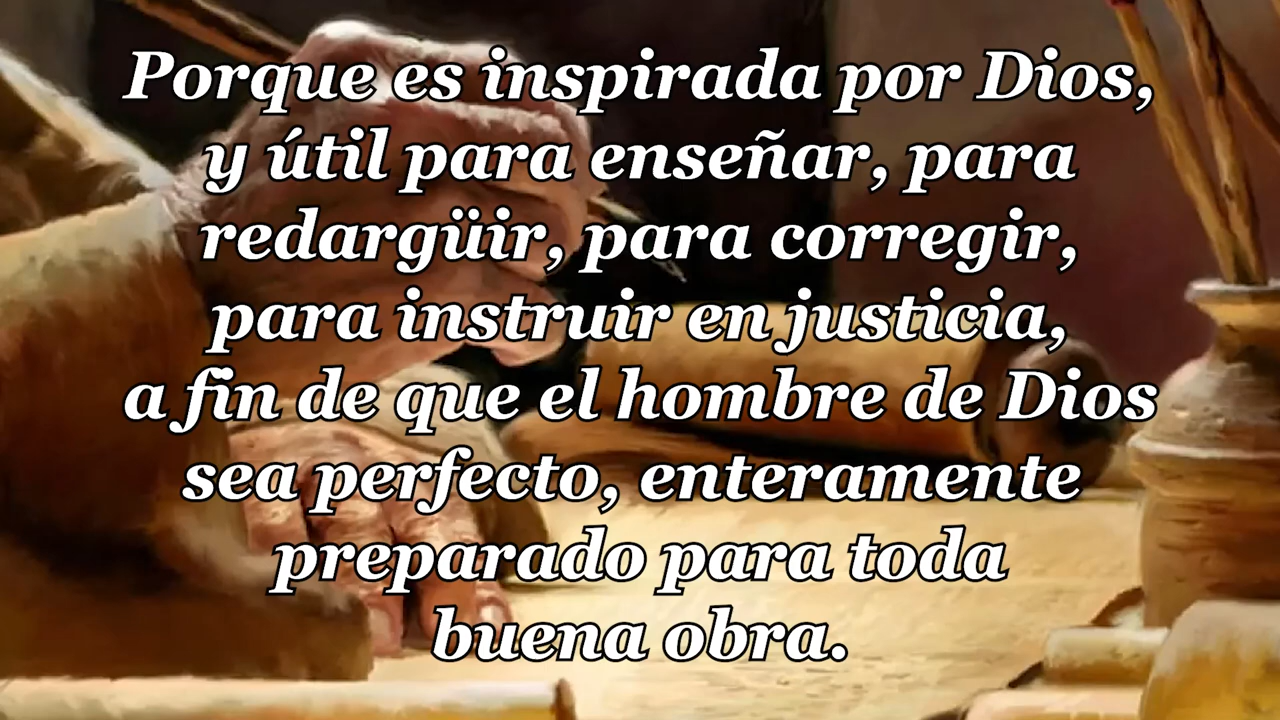 Porque es inspirada por Dios,
y útil para enseñar, para
redargüir, para corregir,
para instruir en justicia,
a fin de que el hombre de Dios
sea perfecto, enteramente
preparado para toda
buena obra.